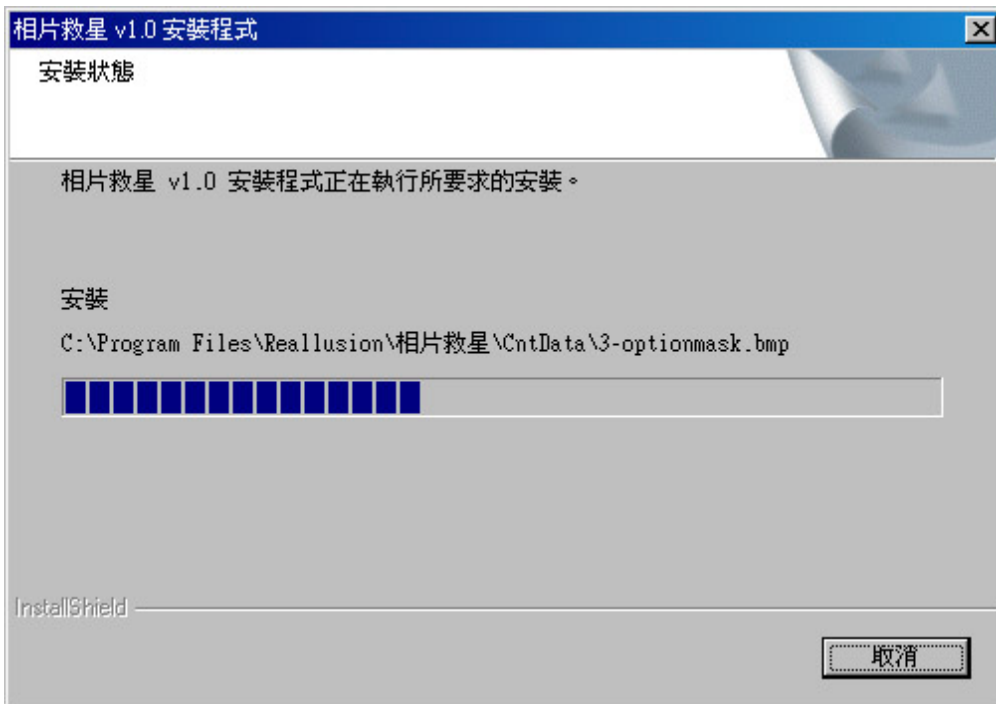 相片救星 v1.0 安裝程式
安裝狀態
相片救星 v1.0 安裝程式正在執行所要求的安裝。
安裝
C:\Program Files\Reallusion\相片救星\CntData\3-optionmask.bmp
InstallShield
取消